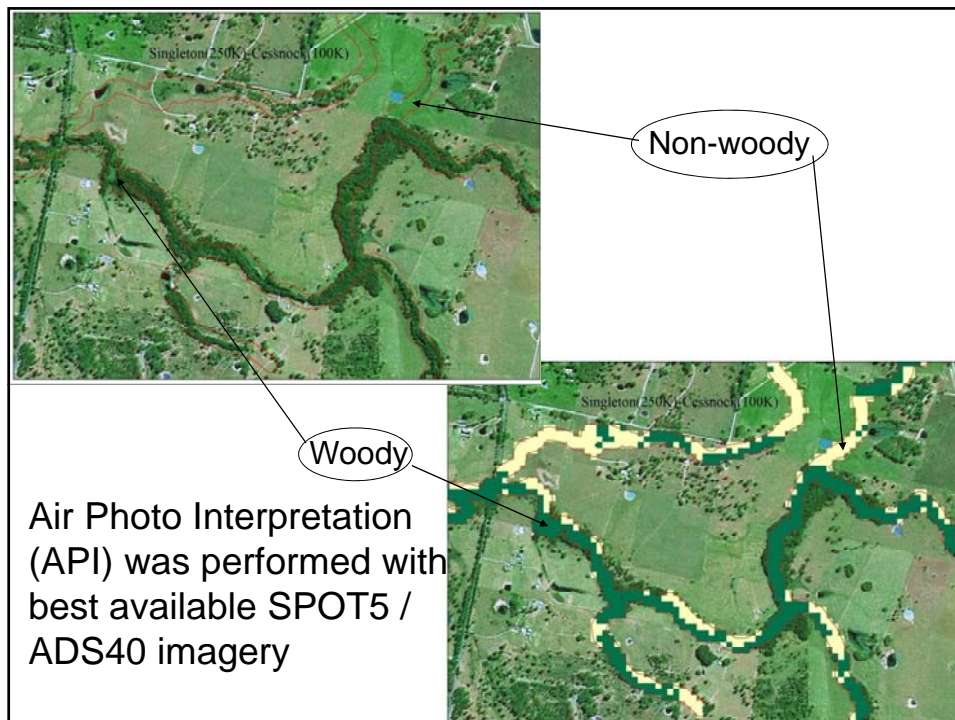 Singleton(250K)-Cessnock(100K)
Non-woody
Singleton(250K)-Cessnock(100K)
Woody
Air Photo Interpretation
(API) was performed with
best available SPOT5 /
ADS40 imagery